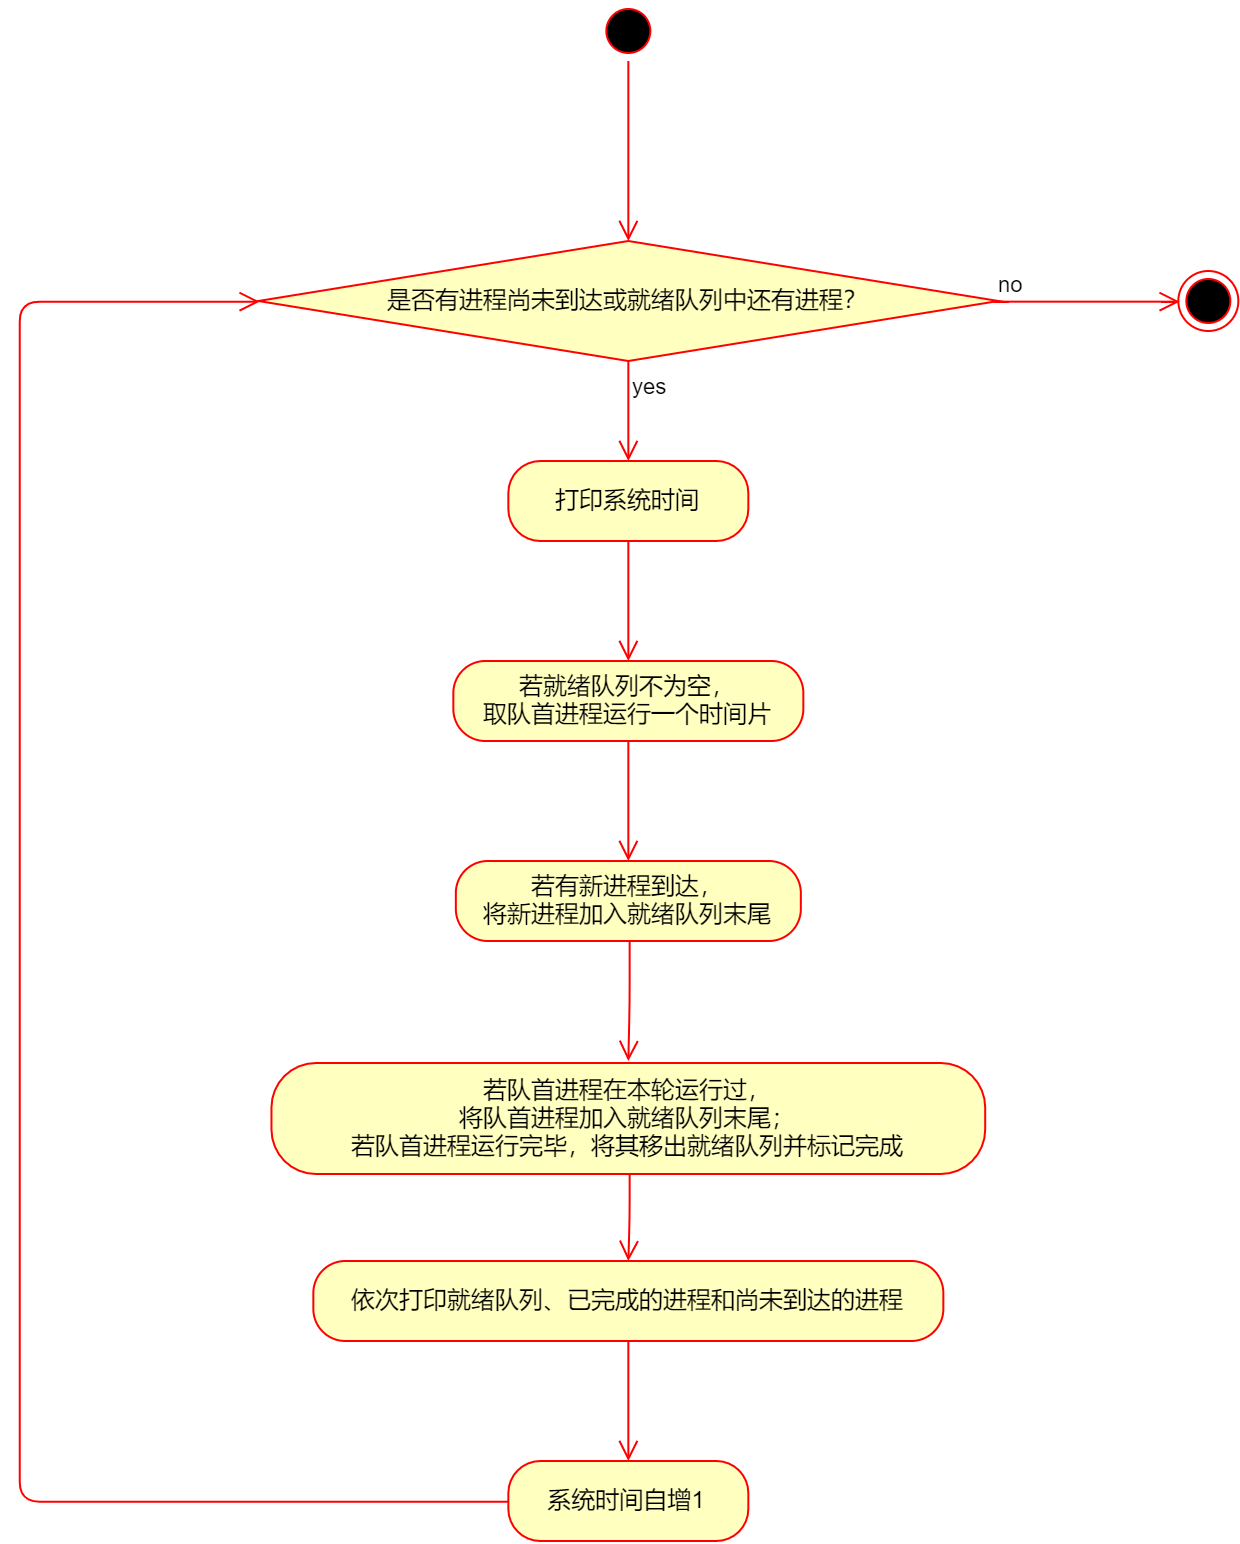 是否有进程尚未到达或就绪队列中还有进程？
no
yes
打印系统时间
若就绪队列不为空，
取队首进程运行一个时间片
若有新进程到达，
将新进程加入就绪队列末尾
若队首进程在本轮运行过，
将队首进程加入就绪队列末尾；
若队首进程运行完毕，将其移出就绪队列并标记完成
依次打印就绪队列、已完成的进程和尚未到达的进程
系统时间自增1